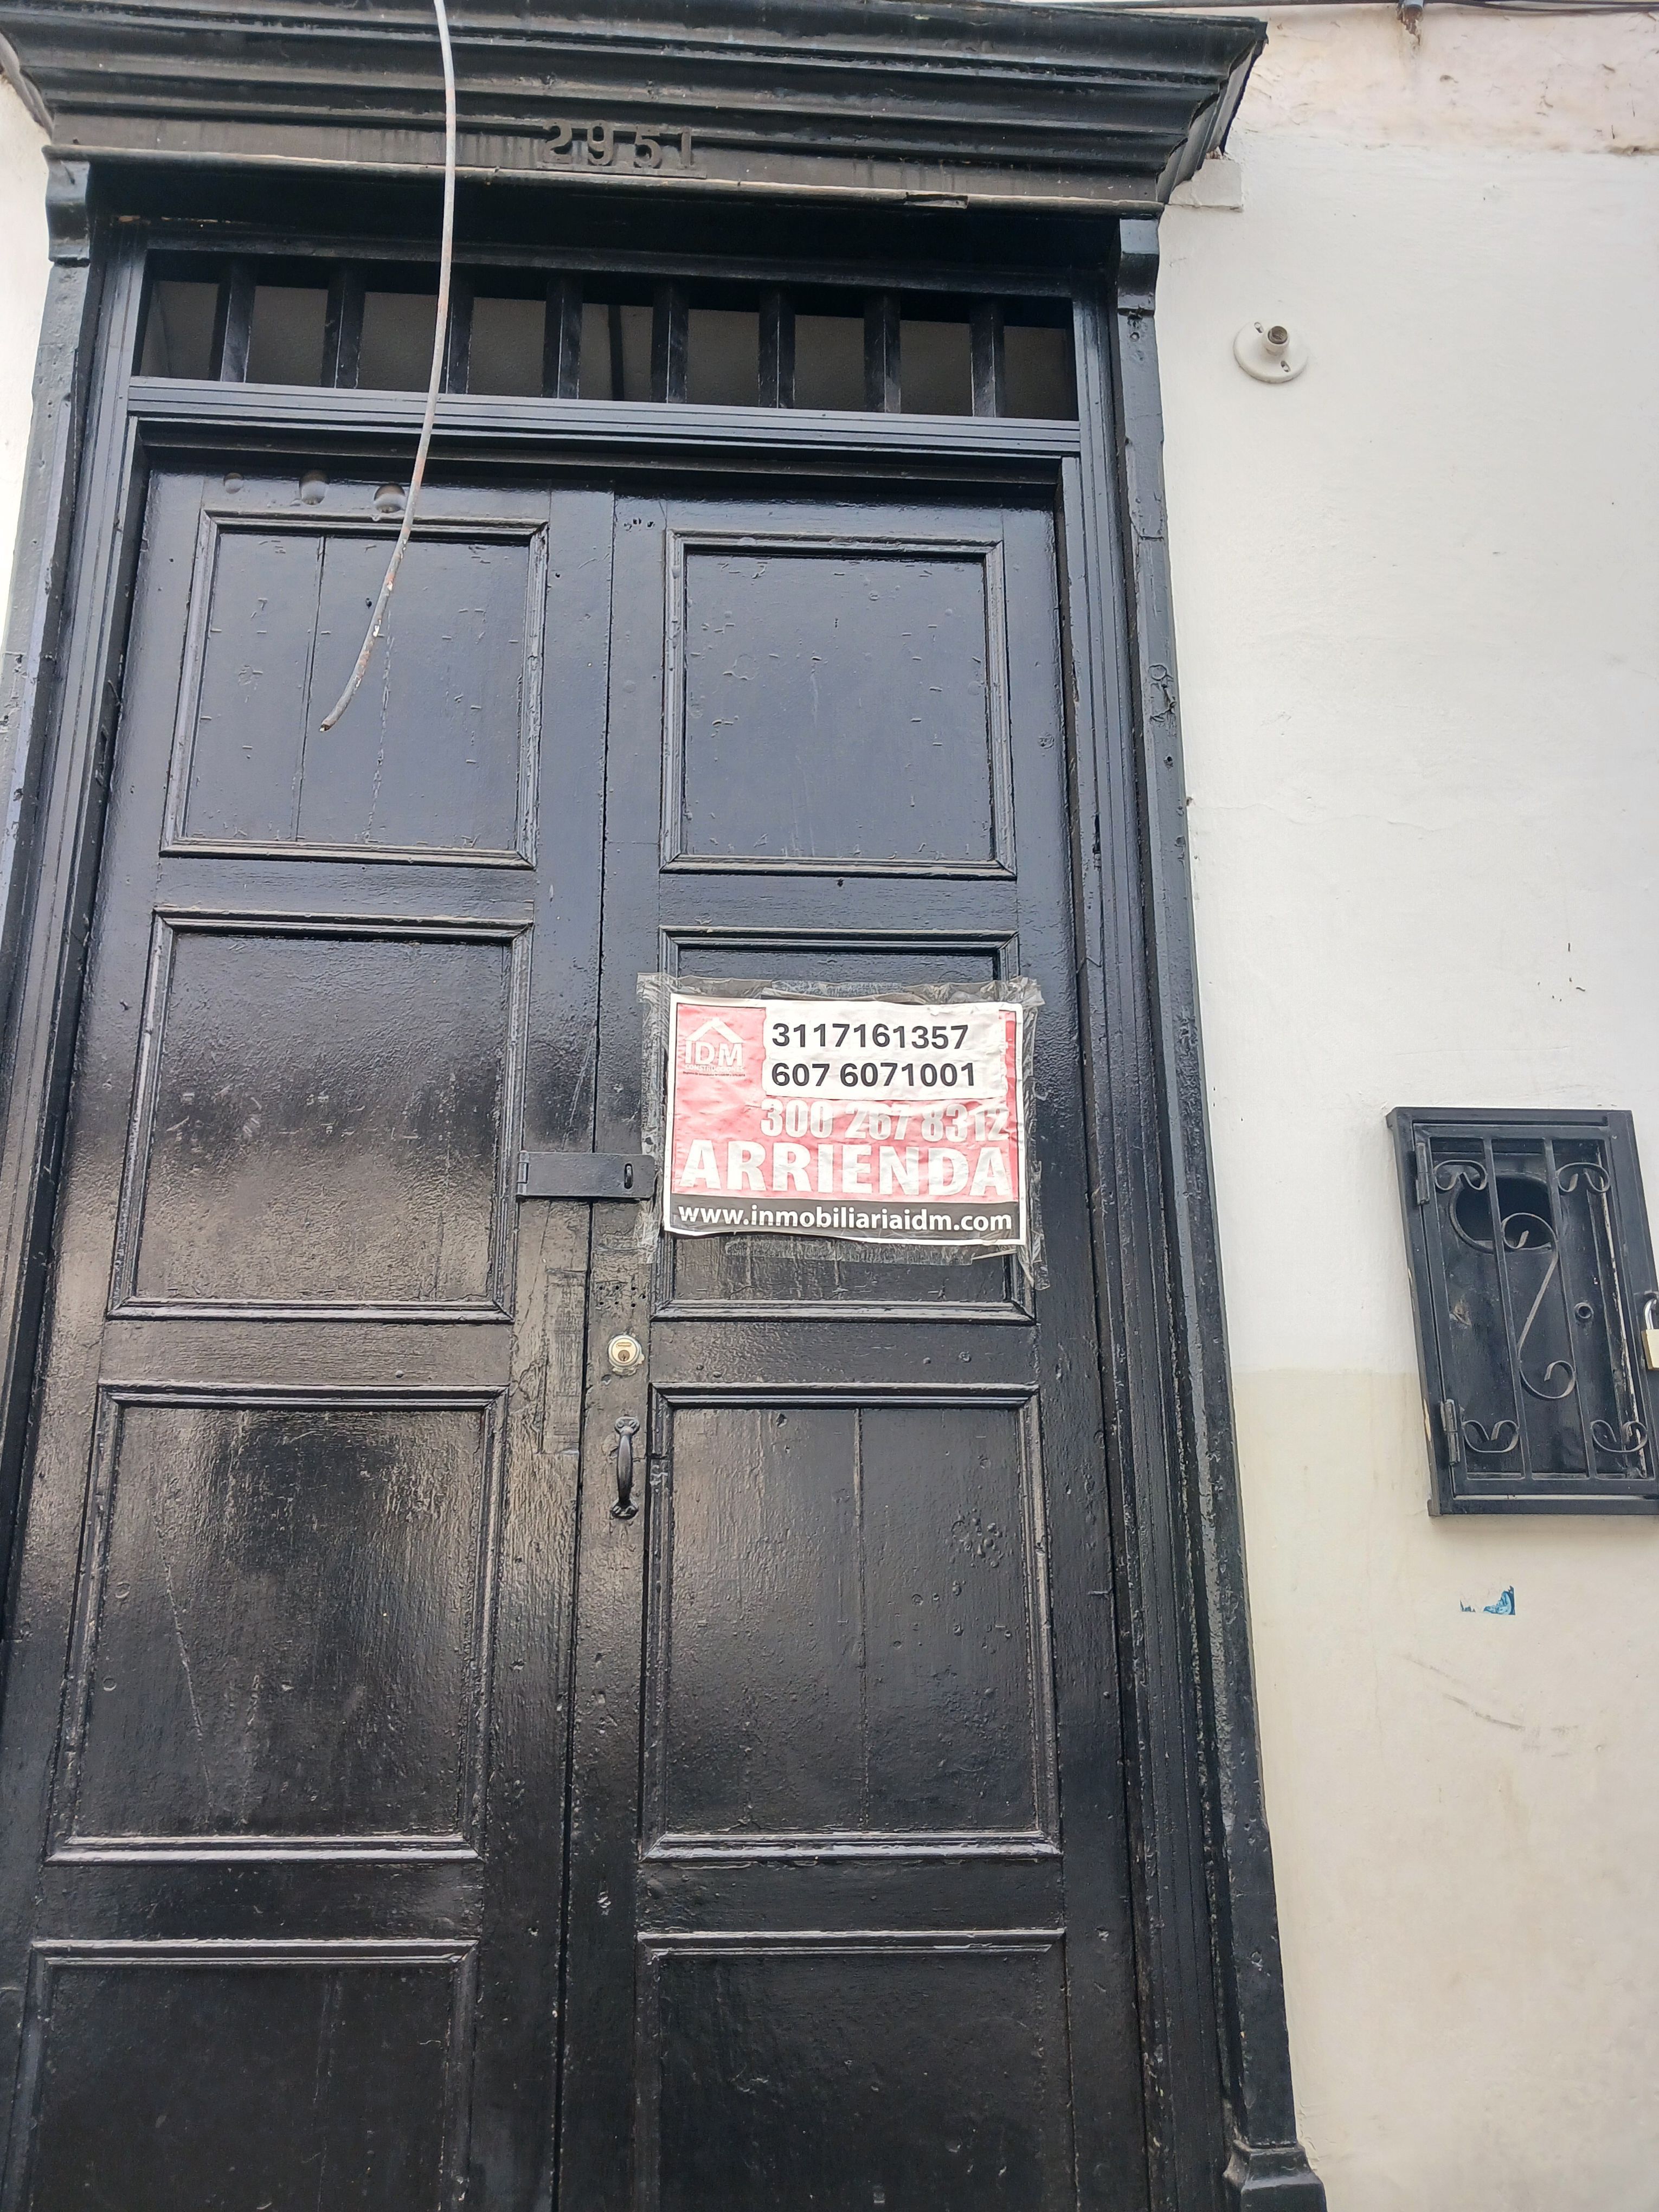 2951
IDM
3117161357
607 6071001
300 267 8312
ARRIENDA
www.inmobiliariaidm.com